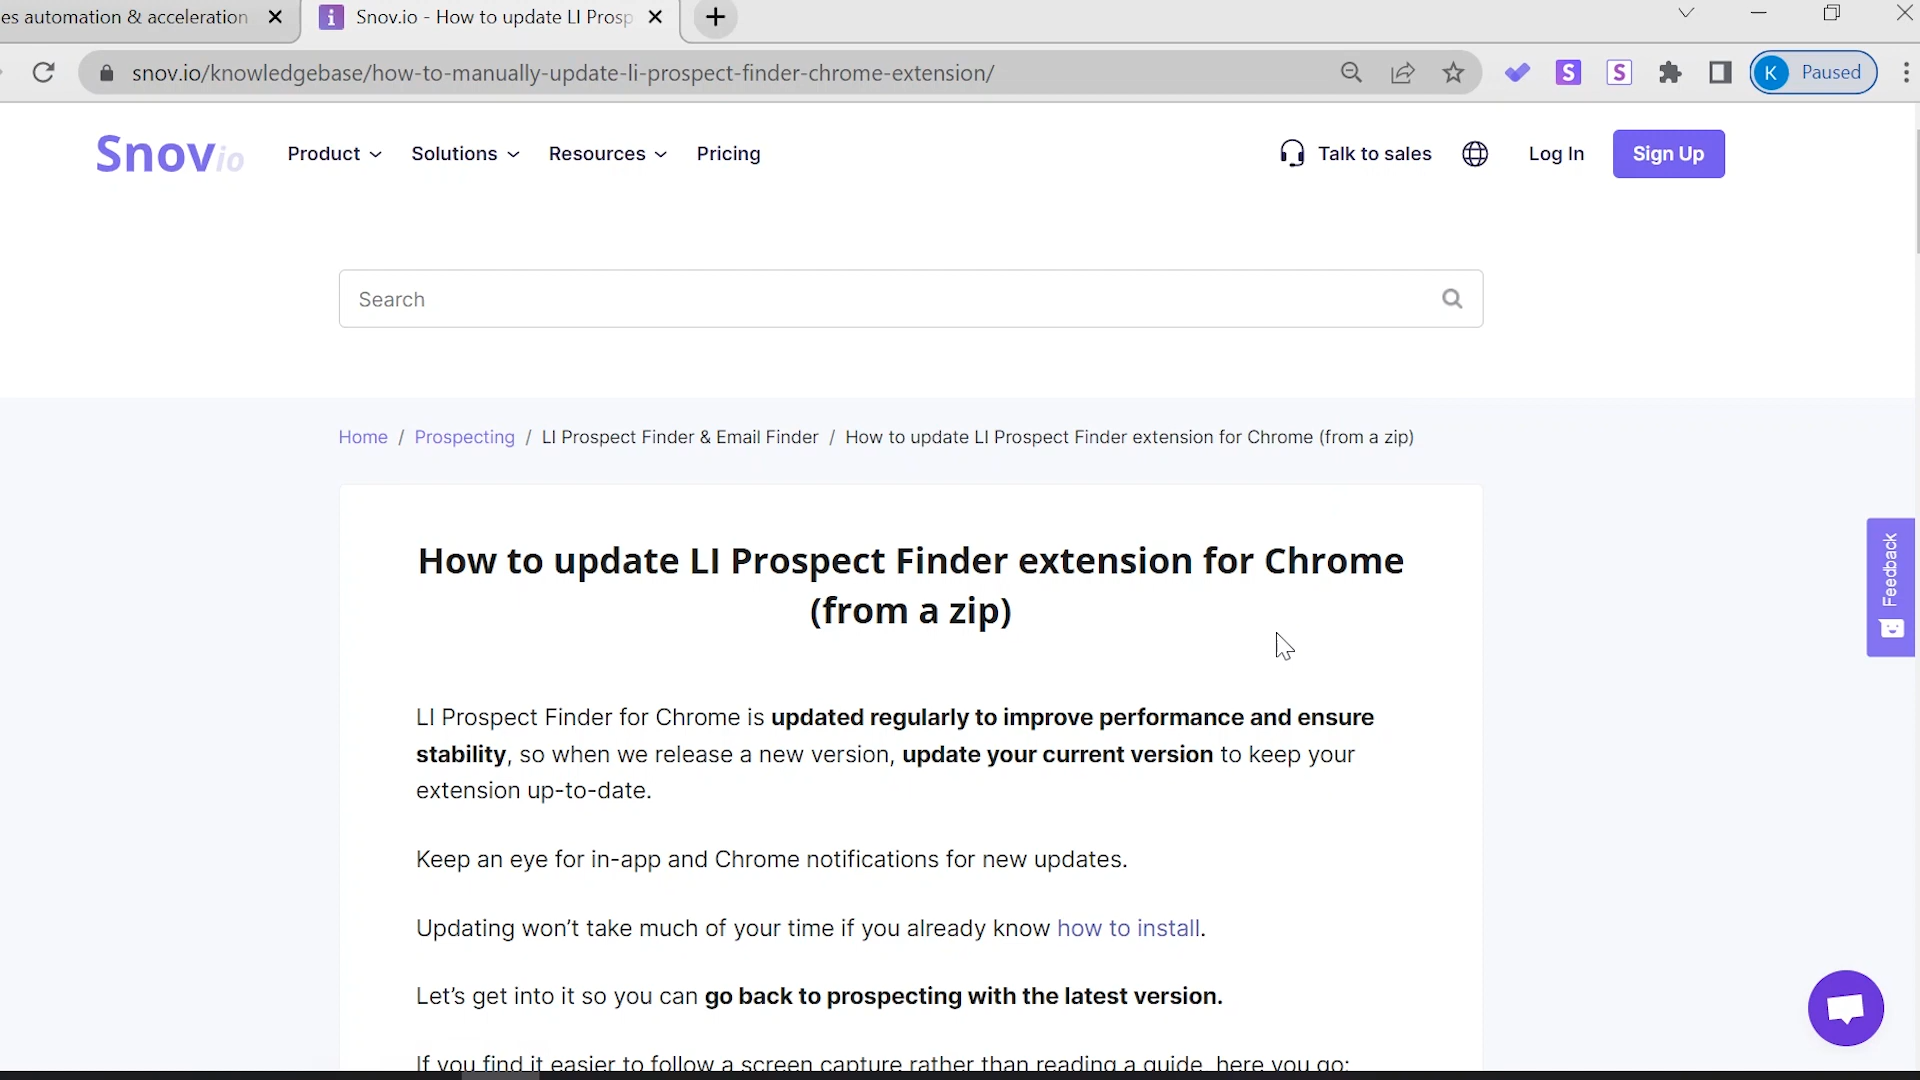 es automation & acceleration
Snov.io - How to update LI Prosp
snov.io/knowledgebase/how-to-manually-update-li-prospect-finder-chrome-extension/
S
S
K
Paused
Snovio
Product
Solutions
Resources
Pricing
Talk to sales
Log In
Sign Up
Search
Home / Prospecting / LI Prospect Finder & Email Finder / How to update LI Prospect Finder extension for Chrome (from a zip)
How to update LI Prospect Finder extension for Chrome
(from a zip)
Feedback
LI Prospect Finder for Chrome is updated regularly to improve performance and ensure
stability, so when we release a new version, update your current version to keep your
extension up-to-date.
Keep an eye for in-app and Chrome notifications for new updates.
Updating won’t take much of your time if you already know how to install.
Let’s get into it so you can go back to prospecting with the latest version.
If you find it easier to follow a screen capture rather than reading a guide, here you go: